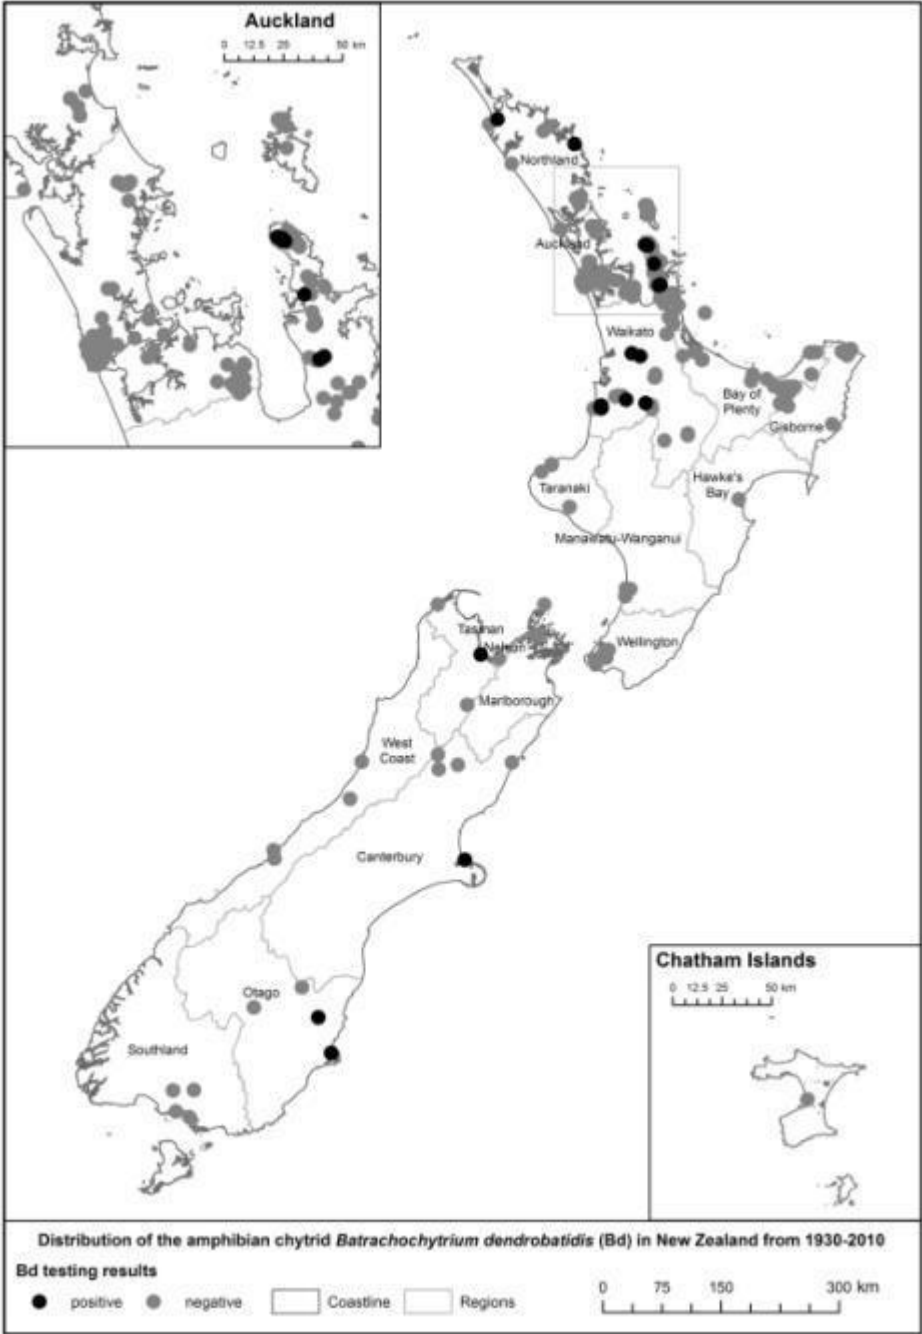 Auckland
0 12.5 25 50 km
Northland
Auckland
Waikato
Bay of
Plenty
Gisborne
Hawke's
Bay
Taranaki
Manawatu-Wanganui
Tasman
Nelson
Wellington
Marlborough
West
Coast
Canterbury
Otago
Southland
Chatham Islands
0 12.5 25 50 km
Distribution of the amphibian chytrid Batrachochytrium dendrobatidis (Bd) in New Zealand from 1930-2010
Bd testing results
positive negative Coastline Regions
0 75 150 300 km